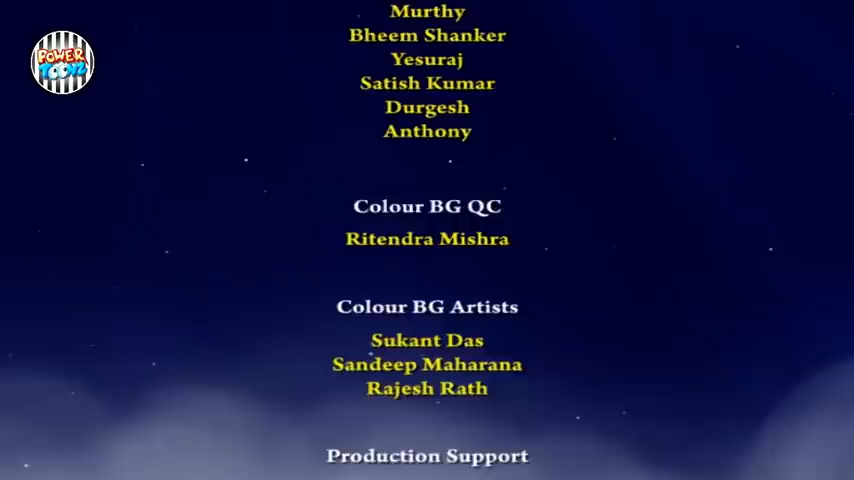 POWER
TOONZ
Murthy
Bheem Shanker
Yesuraj
Satish Kumar
Durgesh
Anthony
Colour BG QC
Ritendra Mishra
Colour BG Artists
Sukant Das
Sandeep Maharana
Rajesh Rath
Production Support